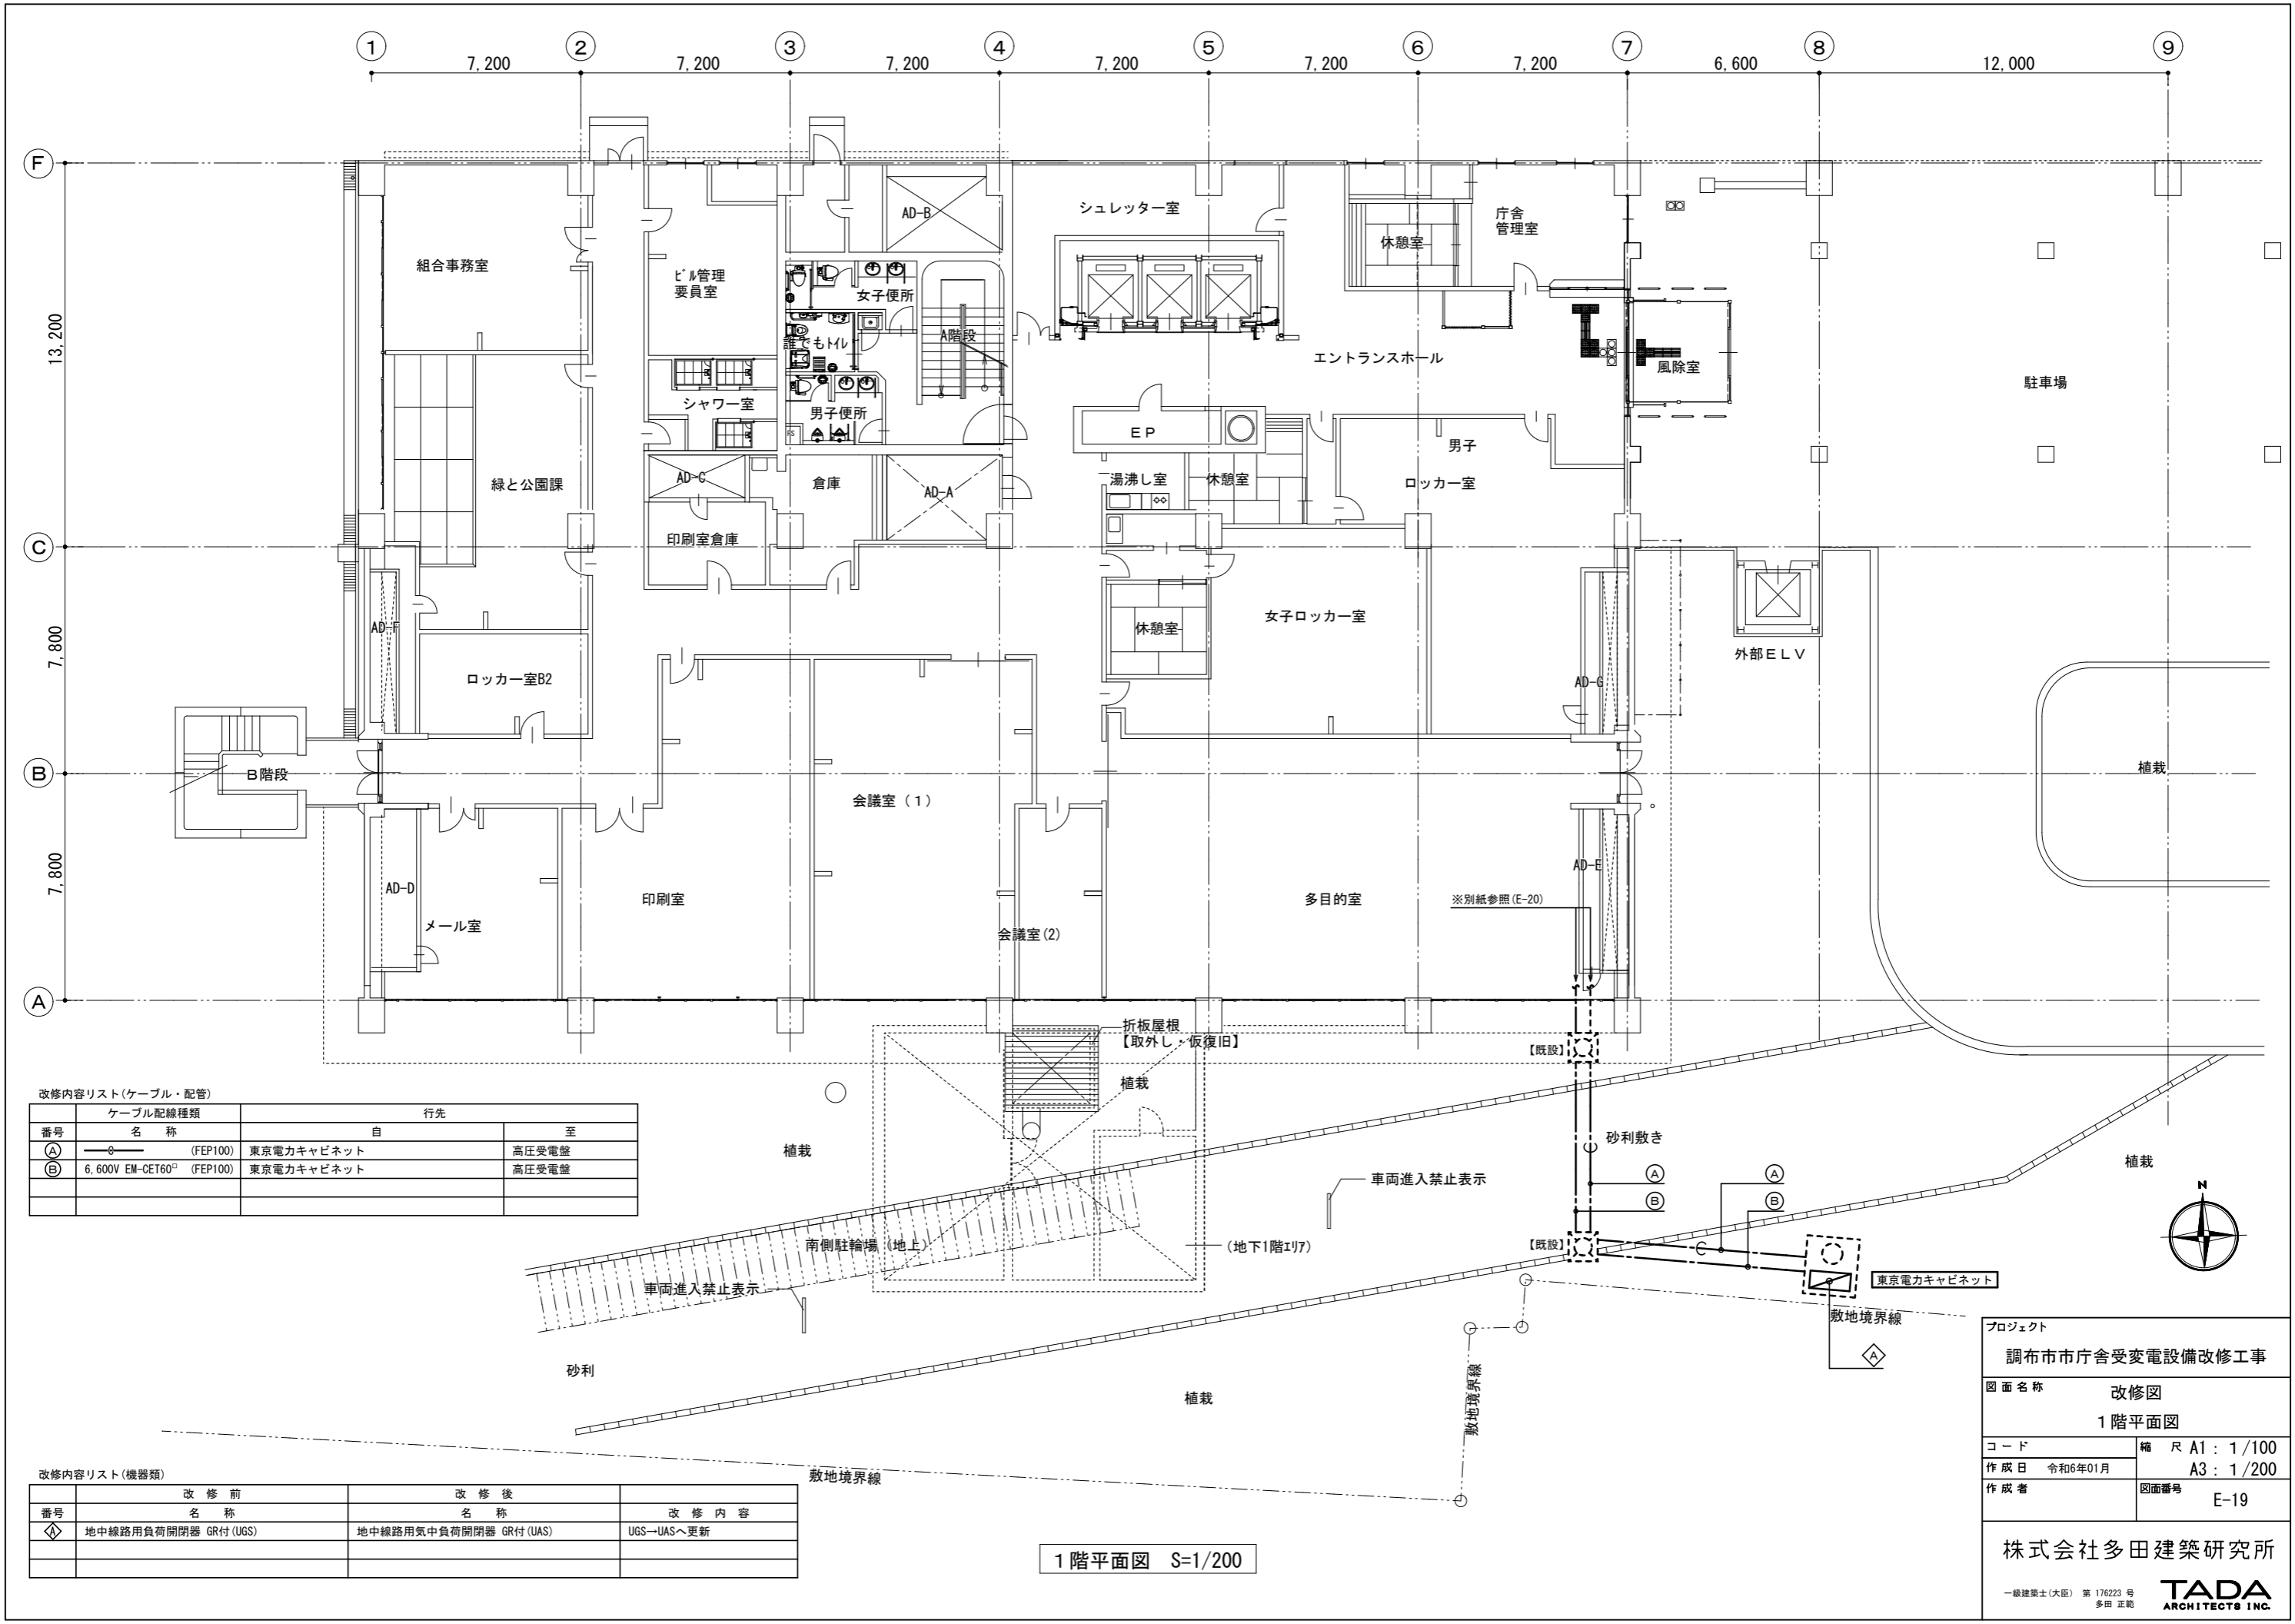 ① ② ③ ④ ⑤ ⑥ ⑦ ⑧ ⑨
7,200 7,200 7,200 7,200 7,200 7,200 6,600 12,000
F
C
B
A
13,200
7,800
7,800
組合事務室
ビル管理
要員室
AD-B
シュレッター室
休憩室
庁舎
管理室
女子便所
A階段
誰でもトイレ
エントランスホール
風除室
駐車場
シャワー室
男子便所
PS
EP
男子
ロッカー室
緑と公園課
AD-C
倉庫
AD-A
湯沸し室
休憩室
印刷室倉庫
AD-F
休憩室
女子ロッカー室
外部ELV
ロッカー室B2
AD-G
B階段
植栽
会議室(1)
AD-D
メール室
印刷室
会議室(2)
多目的室
※別紙参照(E-20)
AD-E
折板屋根
【取外し・仮復旧】
【既設】
植栽
植栽
砂利敷き
植栽
車両進入禁止表示
Ⓐ Ⓐ
Ⓑ Ⓑ
N
南側駐輪場(地上)
(地下1階エリア)
【既設】
車両進入禁止表示
東京電力キャビネット
敷地境界線
A
砂利
植栽
敷地境界線
敷地境界線
改修内容リスト(ケーブル・配管)
ケーブル配線種類 行先
番号 名 称 自 至
Ⓐ (FEP100) 東京電力キャビネット 高圧受電盤
Ⓑ 6,600V EM-CET60□ (FEP100) 東京電力キャビネット 高圧受電盤
改修内容リスト(機器類)
改 修 前 改 修 後
番号 名 称 名 称 改 修 内 容
A 地中線路用負荷開閉器 GR付(UGS) 地中線路用気中負荷開閉器 GR付(UAS) UGS→UASへ更新
1階平面図 S=1/200
プロジェクト
調布市市庁舎受変電設備改修工事
図面名称 改修図
1階平面図
コード 縮 尺 A1：1/100
作成日 令和6年01月 A3：1/200
作成者 図面番号 E-19
株式会社多田建築研究所
一級建築士(大臣) 第 176223 号
多田 正範
TADA
ARCHITECTS INC.